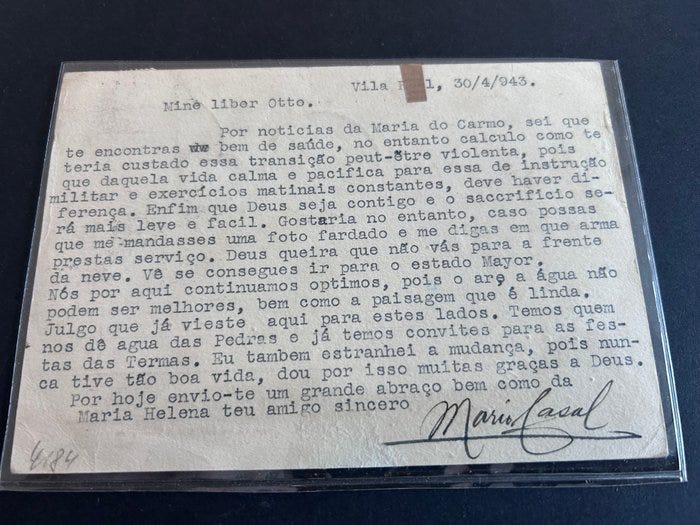 Vila R  l, 30/4/943.
Miné liber Otto.
Por noticias da Maria do Carmo, sei que
te encontras bem de saúde, no entanto calculo como te
teria custado essa transição peut-être violenta, pois
que daquela vida calma e pacifica para essa de instrução
militar e exercícios matinais constantes, deve haver di-
ferença. Enfim que Deus seja contigo e o saccrificio se-
rá mais leve e facil. Gostaria no entanto, caso possas
que me mandasses uma foto fardado e me digas em que arma
prestas serviço. Deus queira que não vás para a frente
da neve. Vê se consegues ir para o estado Mayor.
Nós por aqui continuamos optimos, pois o are a água não
podem ser melhores, bem como a paisagem que é linda.
Julgo que já vieste aqui para estes lados. Temos quem
nos dê agua das Pedras e já temos convites para as fes-
tas das Termas. Eu tambem estranhei a mudança, pois nun-
ca tive tão boa vida, dou por isso muitas graças a Deus.
Por hoje envio-te um grande abraço bem como da
Maria Helena teu amigo sincero
Mario Casal
4184